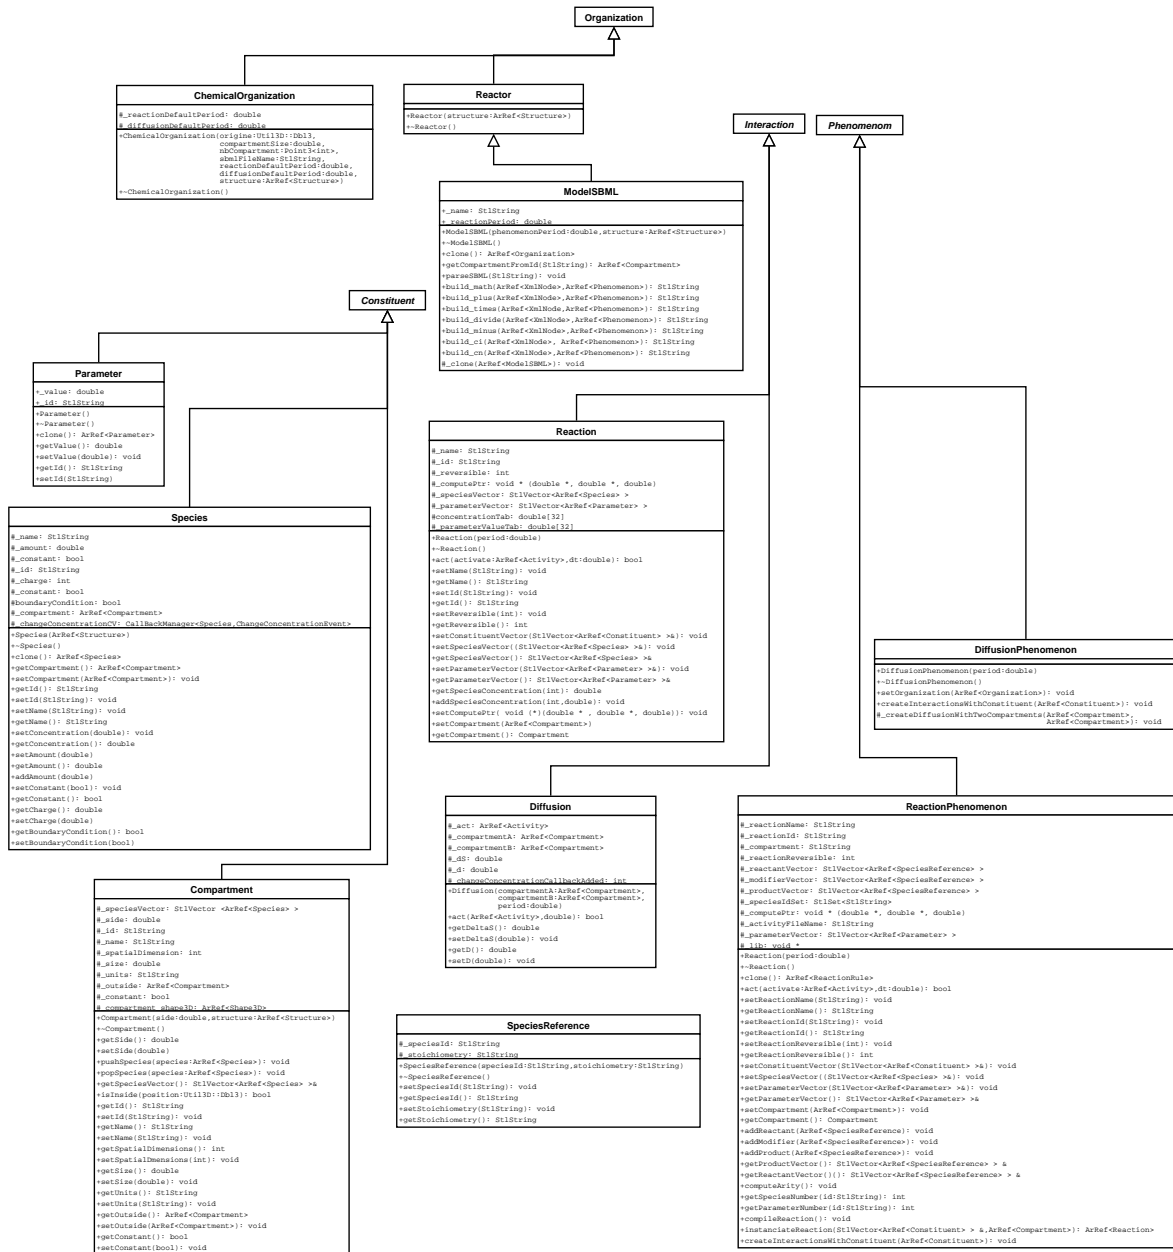 Organization
ChemicalOrganization
#_reactionDefaultPeriod: double
#_diffusionDefaultPeriod: double
+ChemicalOrganization(origine:Util3D::Dbl3,
compartmentSize:double,
nbCompartment:Point3<int>,
sbmlFileName:StlString,
reactionDefaultPeriod:double,
diffusionDefaultPeriod:double,
structure:ArRef<Structure>)
+~ChemicalOrganization()
Reactor
+Reactor(structure:ArRef<Structure>)
+~Reactor()
Interaction
Phenomenom
ModelSBML
+_name: StlString
+_reactionPeriod: double
+ModelSBML(phenomenonPeriod:double,structure:ArRef<Structure>)
+~ModelSBML()
+clone(): ArRef<Organization>
+getCompartmentFromId(StlString): ArRef<Compartment>
+parseSBML(StlString): void
+build_math(ArRef<XmlNode>,ArRef<Phenomenon>): StlString
+build_plus(ArRef<XmlNode>,ArRef<Phenomenon>): StlString
+build_times(ArRef<XmlNode,ArRef<Phenomenon>): StlString
+build_divide(ArRef<XmlNode>,ArRef<Phenomenon>): StlString
+build_minus(ArRef<XmlNode>,ArRef<Phenomenon>): StlString
+build_ci(ArRef<XmlNode>, ArRef<Phenomenon>): StlString
+build_cn(ArRef<XmlNode>,ArRef<Phenomenon>): StlString
#_clone(ArRef<ModelSBML>): void
Constituent
Parameter
+_value: double
+_id: StlString
+Parameter()
+~Parameter()
+clone(): ArRef<Parameter>
+getValue(): double
+setValue(double): void
+getId(): StlString
+setId(StlString)
Reaction
#_name: StlString
#_id: StlString
#_reversible: int
#_computePtr: void * (double *, double *, double)
#_speciesVector: StlVector<ArRef<Species> >
#_parameterVector: StlVector<ArRef<Parameter> >
#concentrationTab: double[32]
#_parameterValueTab: double[32]
+Reaction(period:double)
+~Reaction()
+act(activate:ArRef<Activity>,dt:double): bool
+setName(StlString): void
+getName(): StlString
+setId(StlString): void
+getId(): StlString
+setReversible(int): void
+getReversible(): int
+setConstituentVector(StlVector<ArRef<Constituent> >&): void
+setSpeciesVector((StlVector<ArRef<Species> >&): void
+getSpeciesVector(): StlVector<ArRef<Species> >&
+setParameterVector(StlVector<ArRef<Parameter> >&): void
+getParameterVector(): StlVector<ArRef<Parameter> >&
+getSpeciesConcentration(int): double
+addSpeciesConcentration(int,double): void
+setComputePtr( void (*)(double * , double *, double)): void
+setCompartment(ArRef<Compartment>)
+getCompartment(): Compartment
Species
#_name: StlString
#_amount: double
#_constant: bool
#_id: StlString
#_charge: int
#_constant: bool
#boundaryCondition: bool
#_compartment: ArRef<Compartment>
#_changeConcentrationCV: CallBackManager<Species,ChangeConcentrationEvent>
+Species(ArRef<Structure>)
+~Species()
+clone(): ArRef<Species>
+getCompartment(): ArRef<Compartment>
+setCompartment(ArRef<Compartment>): void
+getId(): StlString
+setId(StlString): void
+setName(StlString): void
+getName(): StlString
+setConcentration(double): void
+getConcentration(): double
+setAmount(double)
+getAmount(): double
+addAmount(double)
+setConstant(bool): void
+getConstant(): bool
+getCharge(): double
+setCharge(double)
+getBoundaryCondition(): bool
+setBoundaryCondition(bool)
DiffusionPhenomenon
+DiffusionPhenomenon(period:double)
+~DiffusionPhenomenon()
+setOrganization(ArRef<Organization>): void
+createInteractionsWithConstituent(ArRef<Constituent>): void
#_createDiffusionWithTwoCompartments(ArRef<Compartment>,
ArRef<Compartment>): void
Diffusion
#_act: ArRef<Activity>
#_compartmentA: ArRef<Compartment>
#_compartmentB: ArRef<Compartment>
#_dS: double
#_d: double
#_changeConcentrationCallbackAdded: int
+Diffusion(compartmentA:ArRef<Compartment>,
compartmentB:ArRef<Compartment>,
period:double)
+act(ArRef<Activity>,double): bool
+getDeltaS(): double
+setDeltaS(double): void
+getD(): double
+setD(double): void
ReactionPhenomenon
#_reactionName: StlString
#_reactionId: StlString
#_compartment: StlString
#_reactionReversible: int
#_reactantVector: StlVector<ArRef<SpeciesReference> >
#_modifierVector: StlVector<ArRef<SpeciesReference> >
#_productVector: StlVector<ArRef<SpeciesReference> >
#_speciesIdSet: StlSet<StlString>
#_computePtr: void * (double *, double *, double)
#_activityFileName: StlString
#_parameterVector: StlVector<ArRef<Parameter> >
#_lib: void *
+Reaction(period:double)
+~Reaction()
+clone(): ArRef<ReactionRule>
+act(activate:ArRef<Activity>,dt:double): bool
+setReactionName(StlString): void
+getReactionName(): StlString
+setReactionId(StlString): void
+getReactionId(): StlString
+setReactionReversible(int): void
+getReactionReversible(): int
+setConstituentVector(StlVector<ArRef<Constituent> >&): void
+setSpeciesVector((StlVector<ArRef<Species> >&): void
+setParameterVector(StlVector<ArRef<Parameter> >&): void
+getParameterVector(): StlVector<ArRef<Parameter> >&
+setCompartment(ArRef<Compartment>): void
+getCompartment(): Compartment
+addReactant(ArRef<SpeciesReference): void
+addModifier(ArRef<SpeciesReference>): void
+addProduct(ArRef<SpeciesReference>): void
+getProductVector(): StlVector<ArRef<SpeciesReference> > &
+getReactantVector()(): StlVector<ArRef<SpeciesReference> > &
+computeArity(): void
+getSpeciesNumber(id:StlString): int
+getParameterNumber(id:StlString): int
+compileReaction(): void
+instanciateReaction(StlVector<ArRef<Constituent> > &,ArRef<Compartment>): ArRef<Reaction>
+createInteractionsWithConstituent(ArRef<Constituent>): void
Compartment
#_speciesVector: StlVector <ArRef<Species> >
#_side: double
#_id: StlString
#_name: StlString
#_spatialDimension: int
#_size: double
#_units: StlString
#_outside: ArRef<Compartment>
#_constant: bool
#_compartment_shape3D: ArRef<Shape3D>
+Compartment(side:double,structure:ArRef<Structure>)
+~Compartment()
+getSide(): double
+setSide(double)
+pushSpecies(species:ArRef<Species>): void
+popSpecies(species:ArRef<Species>): void
+getSpeciesVector(): StlVector<ArRef<Species> >&
+isInside(position:Util3D::Dbl3): bool
+getId(): StlString
+setId(StlString): void
+getName(): StlString
+setName(StlString): void
+getSpatialDimensions(): int
+setSpatialDmensions(int): void
+getSize(): double
+setSize(double): void
+getUnits(): StlString
+setUnits(StlString): void
+getOutside(): ArRef<Compartment>
+setOutside(ArRef<Compartment>): void
+getConstant(): bool
+setConstant(bool): void
SpeciesReference
#_speciesId: StlString
#_stoichiometry: StlString
+SpeciesReference(speciesId:StlString,stoichiometry:StlString)
+~SpeciesReference()
+setSpeciesId(StlString): void
+getSpeciesId(): StlString
+setStoichiometry(StlString): void
+getStoichiometry(): StlString